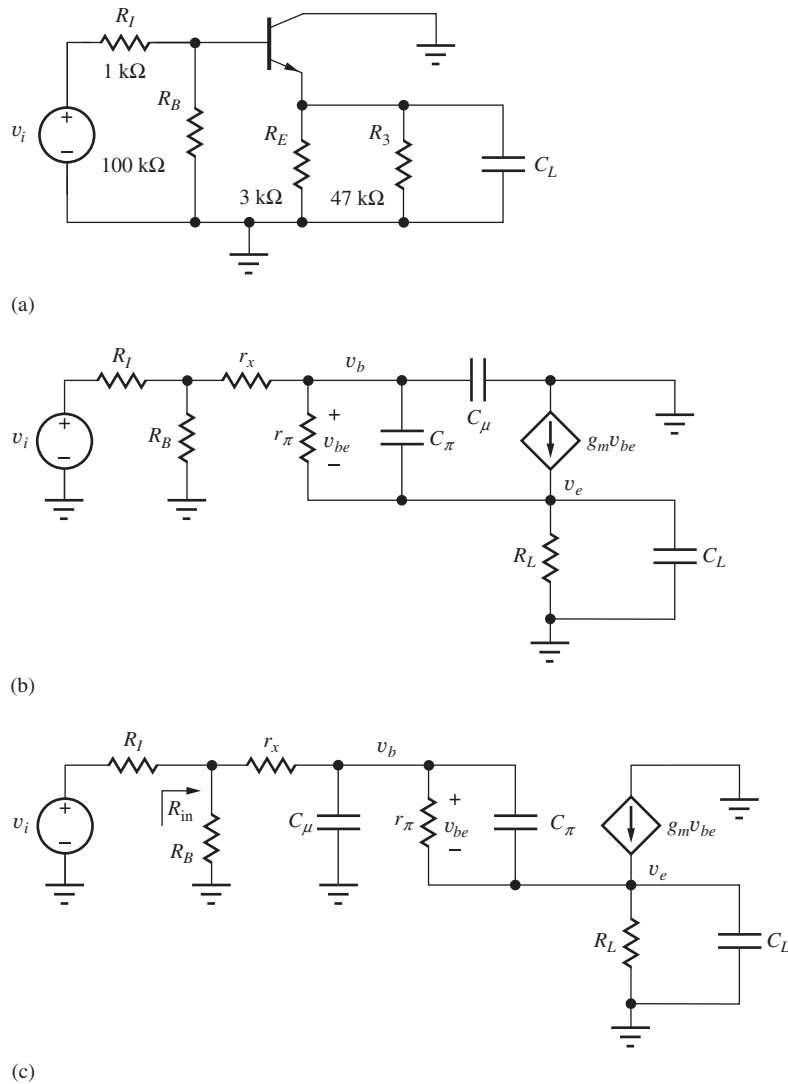 R_I
1 kΩ
R_B
v_i
+
−
100 kΩ
R_E
3 kΩ
R_3
47 kΩ
C_L
(a)
R_I
r_x
v_b
v_i
+
−
R_B
r_π
+
v_be
−
C_π
C_μ
g_m v_be
v_e
R_L
C_L
(b)
R_I
r_x
v_b
v_i
+
−
R_in
R_B
C_μ
r_π
+
v_be
−
C_π
g_m v_be
v_e
R_L
C_L
(c)